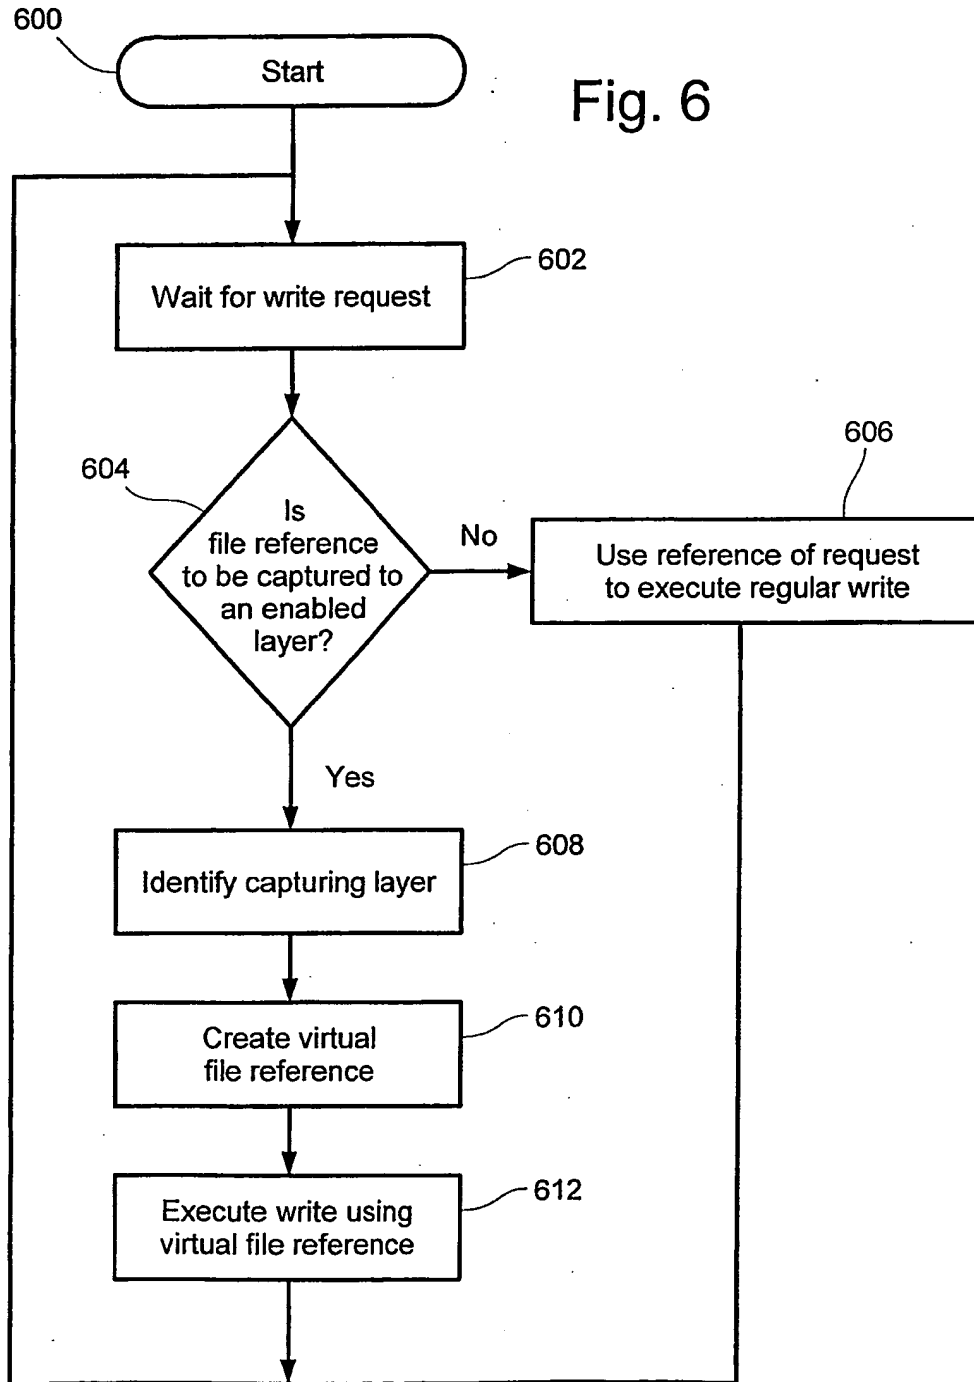 600
Start
Fig. 6
602
Wait for write request
604
Is
file reference
to be captured to
an enabled
layer?
No
606
Use reference of request
to execute regular write
Yes
608
Identify capturing layer
610
Create virtual
file reference
612
Execute write using
virtual file reference